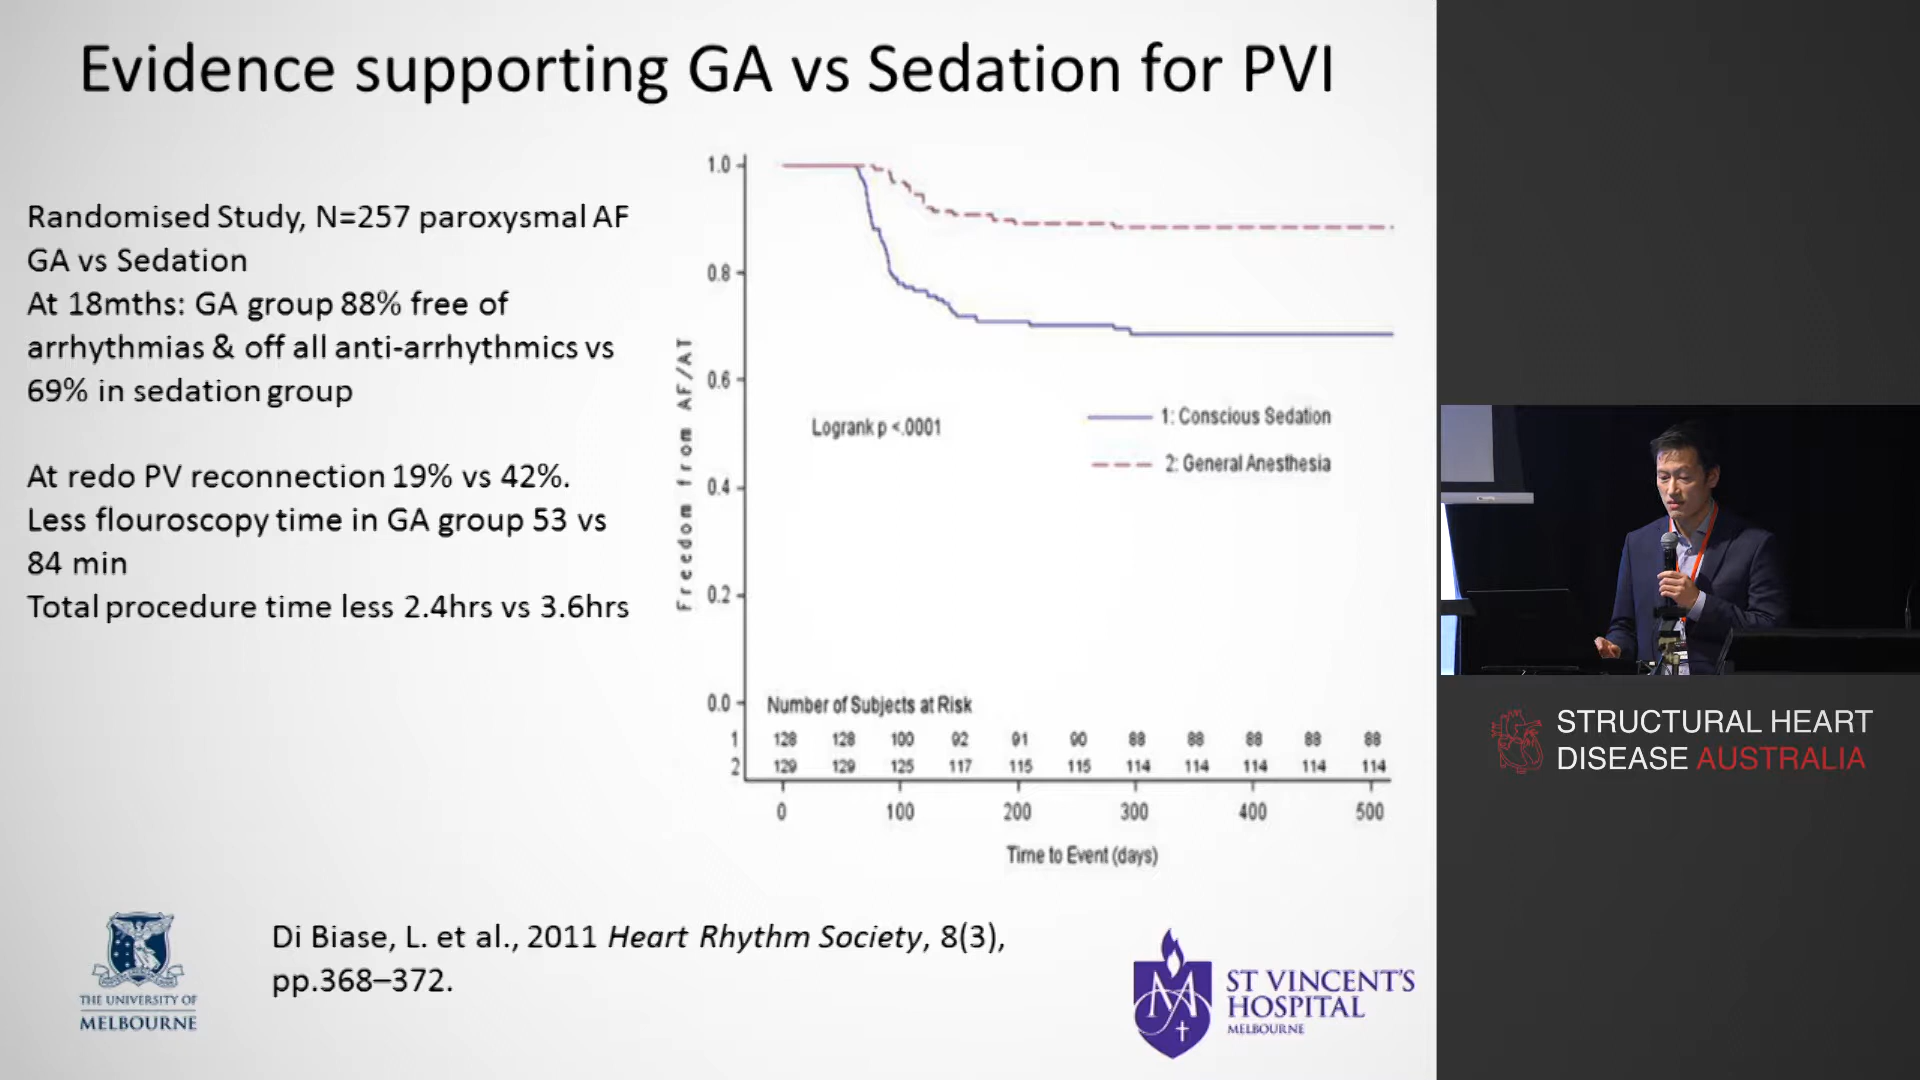 Evidence supporting GA vs Sedation for PVI
Randomised Study, N=257 paroxysmal AF
GA vs Sedation
At 18mths: GA group 88% free of
arrhythmias & off all anti-arrhythmics vs
69% in sedation group
At redo PV reconnection 19% vs 42%.
Less flouroscopy time in GA group 53 vs
84 min
Total procedure time less 2.4hrs vs 3.6hrs
Freedom from AF/AT
1.0
0.8
0.6
0.4
0.2
0.0
Logrank p <.0001
1: Conscious Sedation
2: General Anesthesia
Number of Subjects at Risk
1 128 128 100 92 91 90 88 88 88 88 88
2 129 129 125 117 115 115 114 114 114 114 114
0 100 200 300 400 500
Time to Event (days)
Di Biase, L. et al., 2011 Heart Rhythm Society, 8(3),
pp.368–372.
THE UNIVERSITY OF
MELBOURNE
ST VINCENT'S
HOSPITAL
MELBOURNE
STRUCTURAL HEART
DISEASE AUSTRALIA